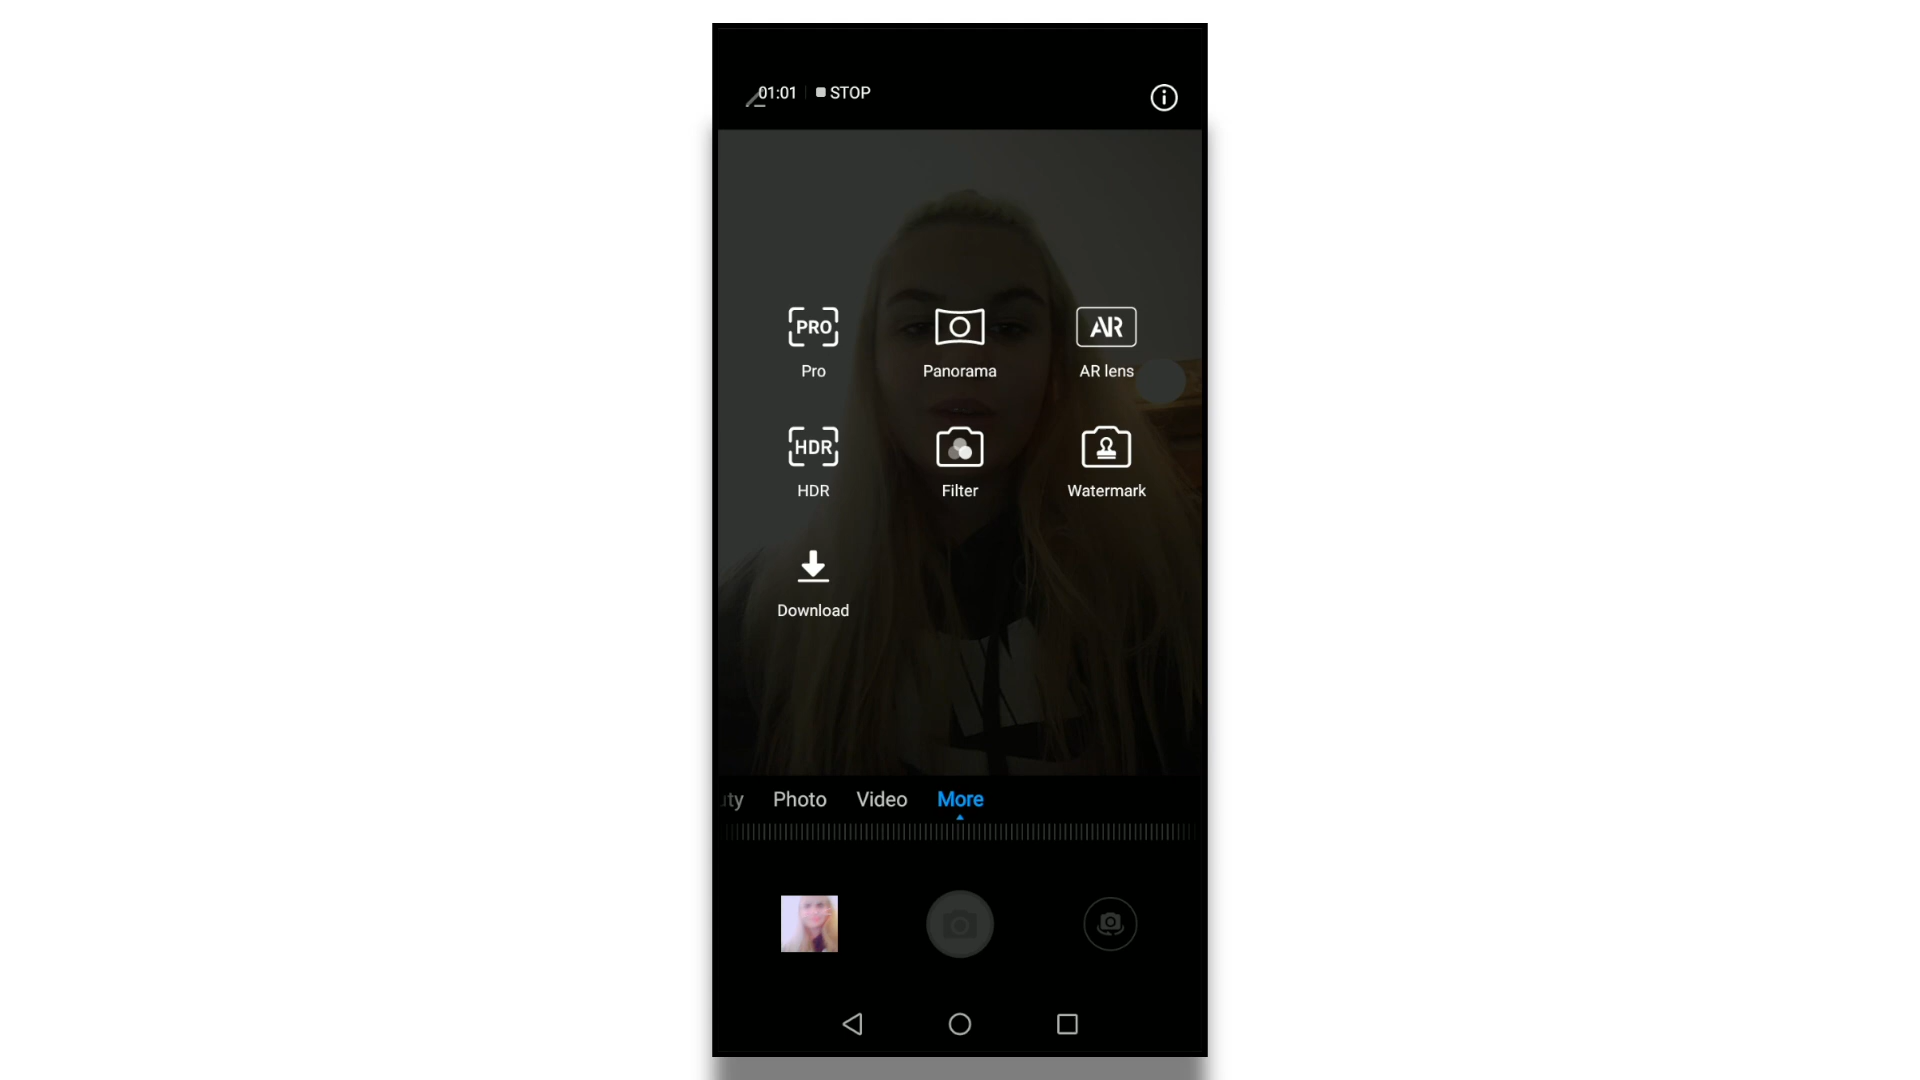 01:01 STOP
PRO
AR
Pro Panorama AR lens
HDR
HDR Filter Watermark
Download
uty Photo Video More